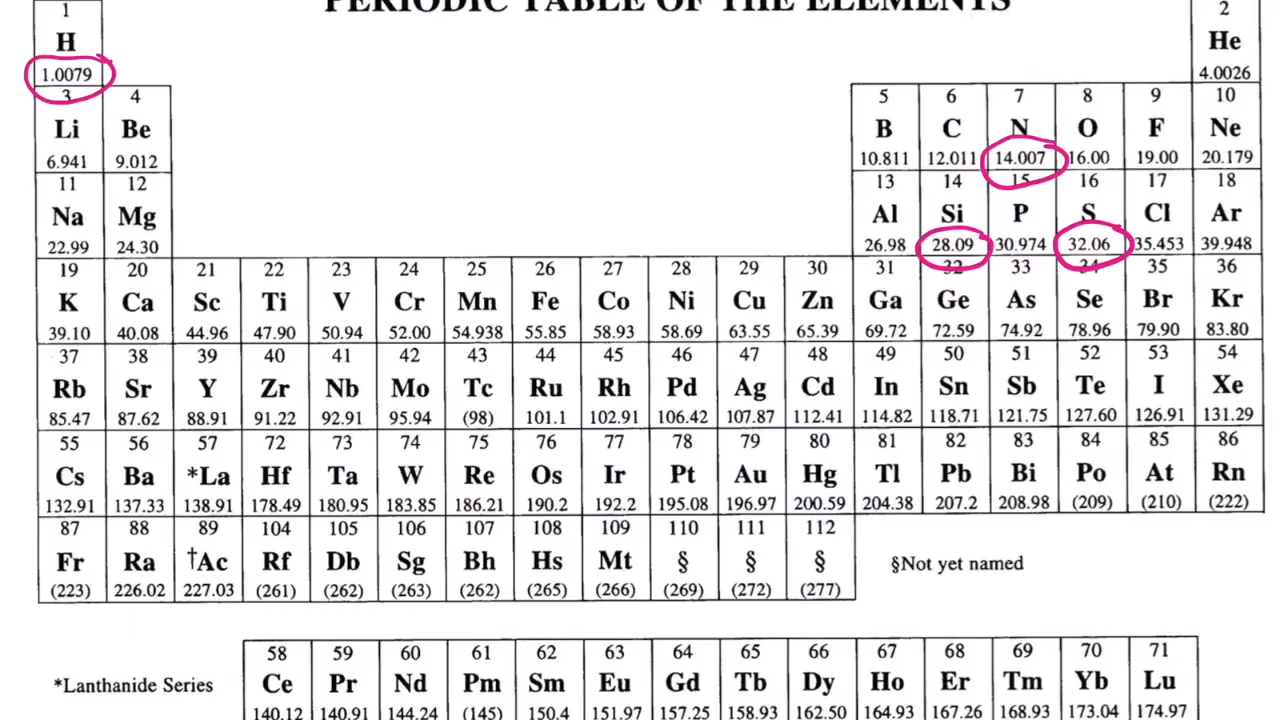 PERIODIC TABLE OF THE ELEMENTS
1 2
H He
1.0079 4.0026
3 4 5 6 7 8 9 10
Li Be B C N O F Ne
6.941 9.012 10.811 12.011 14.007 16.00 19.00 20.179
11 12 13 14 15 16 17 18
Na Mg Al Si P S Cl Ar
22.99 24.30 26.98 28.09 30.974 32.06 35.453 39.948
19 20 21 22 23 24 25 26 27 28 29 30 31 32 33 34 35 36
K Ca Sc Ti V Cr Mn Fe Co Ni Cu Zn Ga Ge As Se Br Kr
39.10 40.08 44.96 47.90 50.94 52.00 54.938 55.85 58.93 58.69 63.55 65.39 69.72 72.59 74.92 78.96 79.90 83.80
37 38 39 40 41 42 43 44 45 46 47 48 49 50 51 52 53 54
Rb Sr Y Zr Nb Mo Tc Ru Rh Pd Ag Cd In Sn Sb Te I Xe
85.47 87.62 88.91 91.22 92.91 95.94 (98) 101.1 102.91 106.42 107.87 112.41 114.82 118.71 121.75 127.60 126.91 131.29
55 56 57 72 73 74 75 76 77 78 79 80 81 82 83 84 85 86
Cs Ba *La Hf Ta W Re Os Ir Pt Au Hg Tl Pb Bi Po At Rn
132.91 137.33 138.91 178.49 180.95 183.85 186.21 190.2 192.2 195.08 196.97 200.59 204.38 207.2 208.98 (209) (210) (222)
87 88 89 104 105 106 107 108 109 110 111 112
Fr Ra †Ac Rf Db Sg Bh Hs Mt § § § §Not yet named
(223) 226.02 227.03 (261) (262) (263) (262) (265) (266) (269) (272) (277)
58 59 60 61 62 63 64 65 66 67 68 69 70 71
*Lanthanide Series Ce Pr Nd Pm Sm Eu Gd Tb Dy Ho Er Tm Yb Lu
140.12 140.91 144.24 (145) 150.4 151.97 157.25 158.93 162.50 164.93 167.26 168.93 173.04 174.97